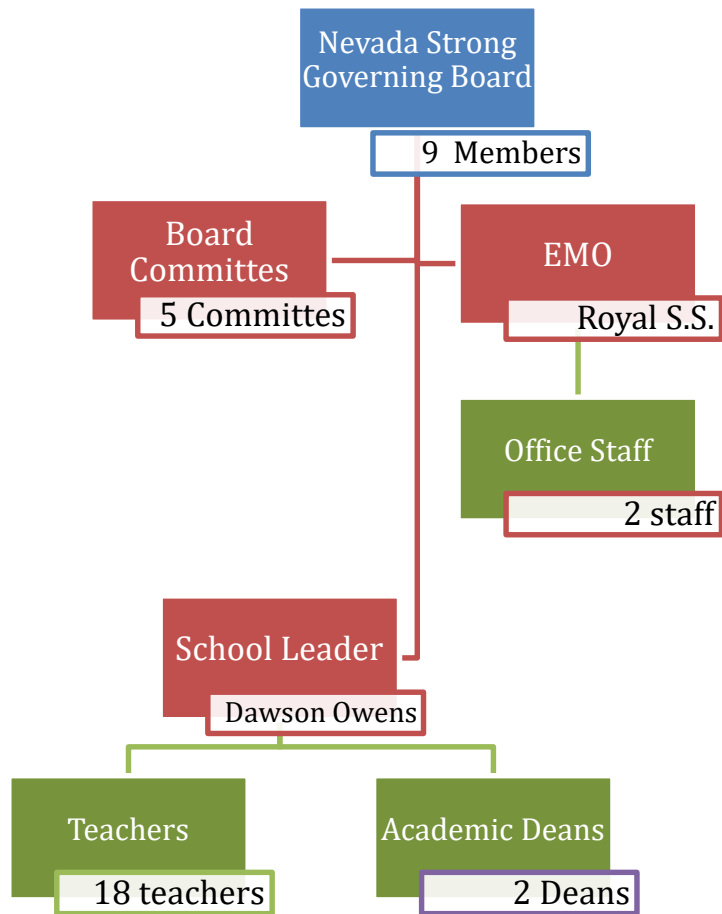 Nevada Strong
Governing Board
9 Members
Board
Committes
5 Committes
EMO
Royal S.S.
Office Staff
2 staff
School Leader
Dawson Owens
Teachers
18 teachers
Academic Deans
2 Deans